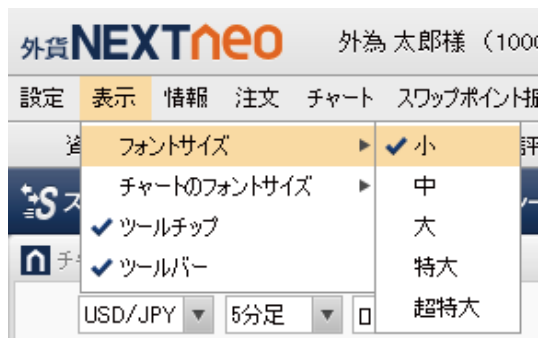 外貨NEXTneo 外為 太郎様 (1000
設定 表示 情報 注文 チャート スワップポイント振
フォントサイズ
小
チャートのフォントサイズ
中
ツールチップ
大
ツールバー
特大
超特大
チ
USD/JPY 5分足